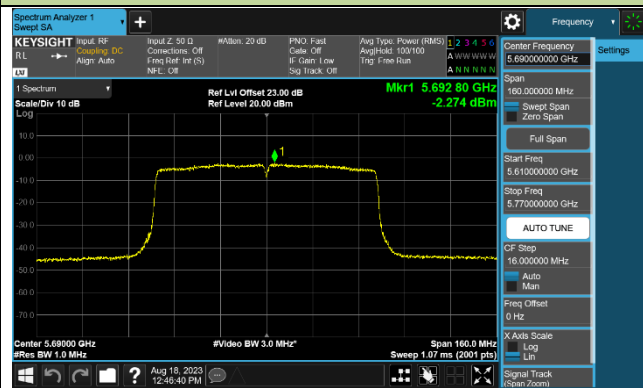 Spectrum Analyzer 1
Swept SA
+
Frequency
KEYSIGHT Input: RF
RL
Coupling: DC
Align: Auto
LXI
Input Z: 50 Ω
Corrections: Off
Freq Ref: Int (S)
NFE: Off
#Atten: 20 dB
PNO: Fast
Gate: Off
IF Gain: Low
Sig Track: Off
Avg Type: Power (RMS)
Avg|Hold: 100/100
Trig: Free Run
1 2 3 4 5 6
A W W W W W
A N N N N N
1 Spectrum
Scale/Div 10 dB
Log
Ref Lvl Offset 23.00 dB
Ref Level 20.00 dBm
Mkr1 5.692 80 GHz
-2.274 dBm
10.0
0.00
-10.0
-20.0
-30.0
-40.0
-50.0
-60.0
-70.0
1
Center 5.69000 GHz
#Res BW 1.0 MHz
#Video BW 3.0 MHz*
Span 160.0 MHz
Sweep 1.07 ms (2001 pts)
Center Frequency
5.690000000 GHz
Settings
Span
160.000000 MHz
Swept Span
Zero Span
Full Span
Start Freq
5.610000000 GHz
Stop Freq
5.770000000 GHz
AUTO TUNE
CF Step
16.000000 MHz
Auto
Man
Freq Offset
0 Hz
X Axis Scale
Log
Lin
Signal Track
(Span Zoom)
?
Aug 18, 2023
12:46:40 PM